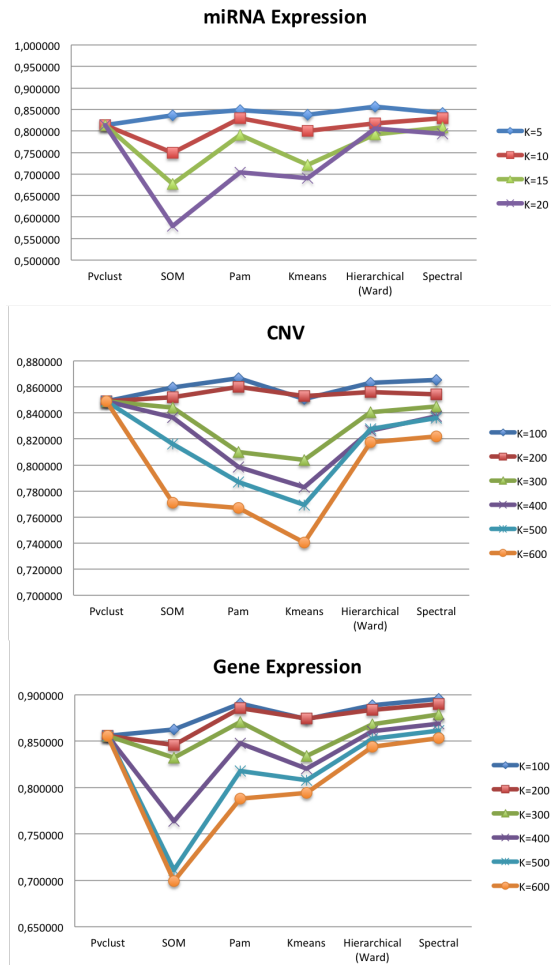 miRNA Expression
1,000000
0,950000
0,900000
0,850000
0,800000
0,750000
0,700000
0,650000
0,600000
0,550000
0,500000
Pvclust SOM Pam Kmeans Hierarchical (Ward) Spectral
K=5
K=10
K=15
K=20
CNV
0,880000
0,860000
0,840000
0,820000
0,800000
0,780000
0,760000
0,740000
0,720000
0,700000
Pvclust SOM Pam Kmeans Hierarchical (Ward) Spectral
K=100
K=200
K=300
K=400
K=500
K=600
Gene Expression
0,900000
0,850000
0,800000
0,750000
0,700000
0,650000
Pvclust SOM Pam Kmeans Hierarchical (Ward) Spectral
K=100
K=200
K=300
K=400
K=500
K=600